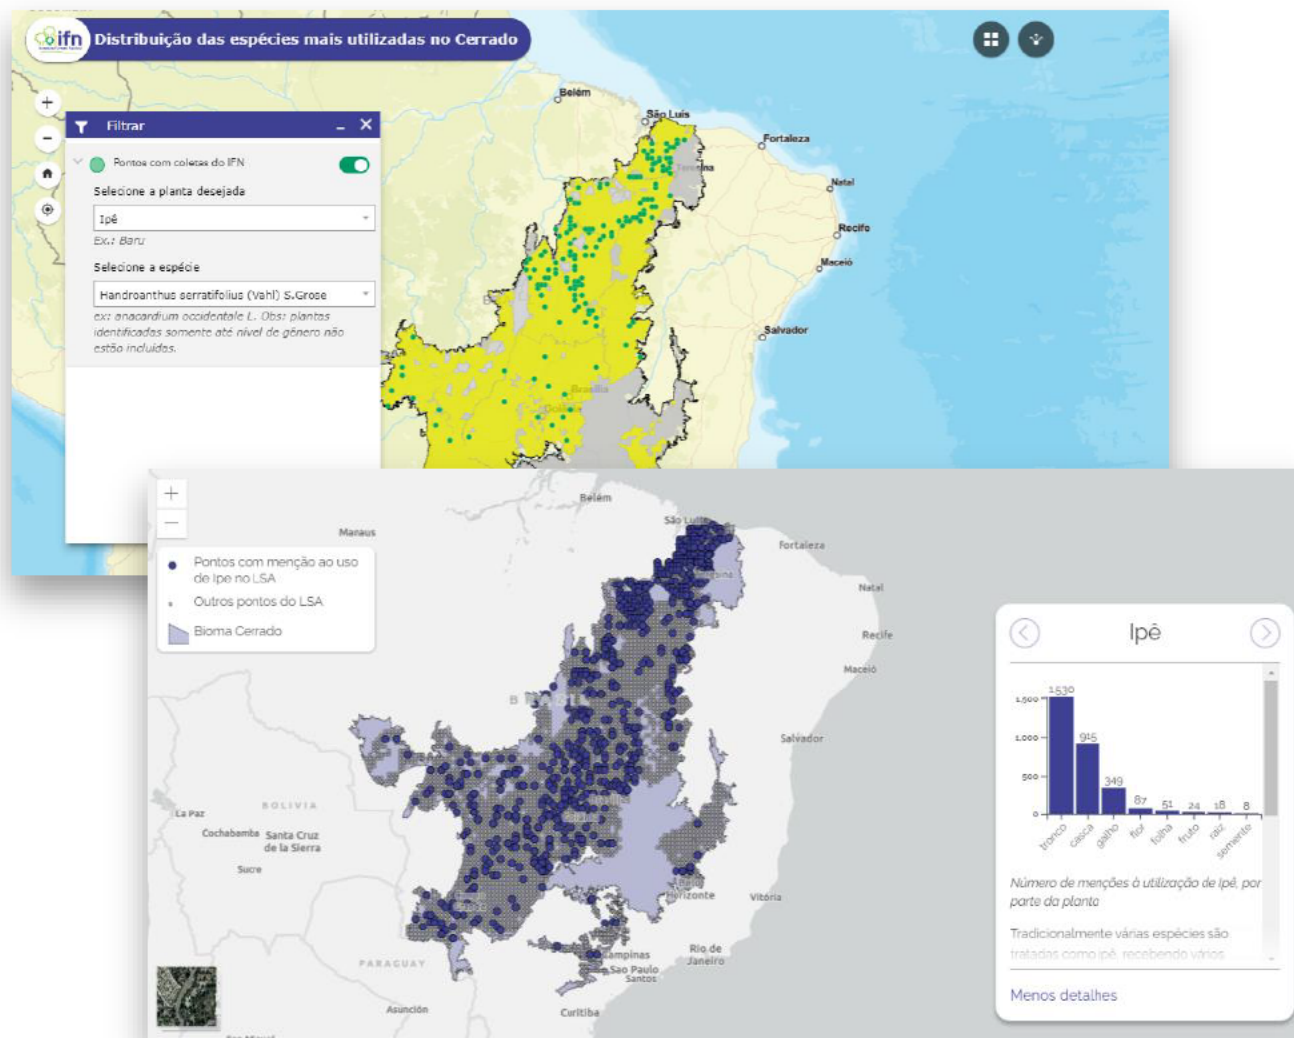 ifn
Distribuição das espécies mais utilizadas no Cerrado
Filtrar
Pontos com coletas do IFN
Selecione a planta desejada
Ipê
Ex.: Baru
Selecione a espécie
Handroanthus serratifolius (Vahl) S.Grose
ex: anacardium occidentale L. Obs: plantas
identificadas somente até nível de gênero não
estão incluídas.
Belém
São Luís
Fortaleza
Teresina
Natal
Recife
Maceió
Salvador
Brasília
Goiânia
Pontos com menção ao uso
de Ipe no LSA
Outros pontos do LSA
Bioma Cerrado
Belém
Manaus
São Luís
Fortaleza
Natal
Recife
Maceió
Salvador
BOLIVIA
La Paz
Cochabamba
Santa Cruz
de la Sierra
Sucre
Horizonte
Vitória
PARAGUAY
Campinas
Rio de
Janeiro
Sao Paulo
Santos
Asunción
Curitiba
Ipê
1,530
1,500
915
1,000
500
349
87
51
24
18
8
0
tronco
casca
galho
flor
folha
fruto
raiz
semente
Número de menções à utilização de Ipê, por
parte da planta
Tradicionalmente várias espécies são
tratadas como ipê, recebendo vários
Menos detalhes